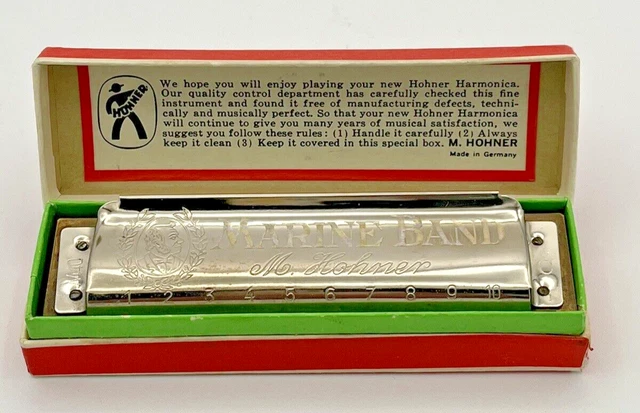 HOHNER
We hope you will enjoy playing your new Hohner Harmonica.
Our quality control department has carefully checked this fine
instrument and found it free of manufacturing defects, techni-
cally and musically perfect. So that your new Hohner Harmonica
will continue to give you many years of musical satisfaction, we
suggest you follow these rules : (1) Handle it carefully (2) Always
keep it clean (3) Keep it covered in this special box. M. HOHNER
Made in Germany
MARINE BAND
M. Hohner
1 2 3 4 5 6 7 8 9 10